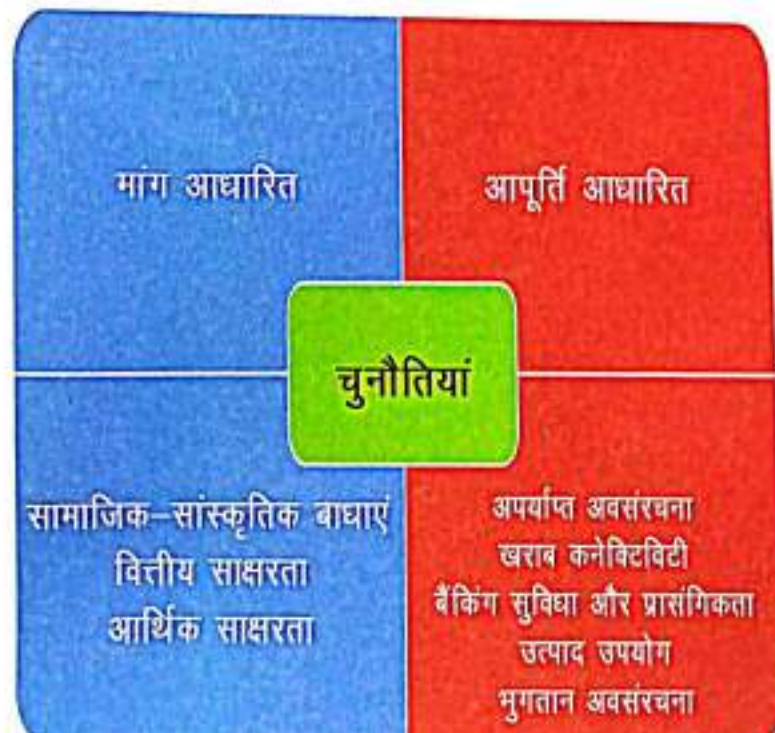 मांग आधारित
आपूर्ति आधारित
चुनौतियां
सामाजिक–सांस्कृतिक बाधाएं
वित्तीय साक्षरता
आर्थिक साक्षरता
अपर्याप्त अवसंरचना
खराब कनेक्टिविटी
बैंकिंग सुविधा और प्रासंगिकता
उत्पाद उपयोग
भुगतान अवसंरचना